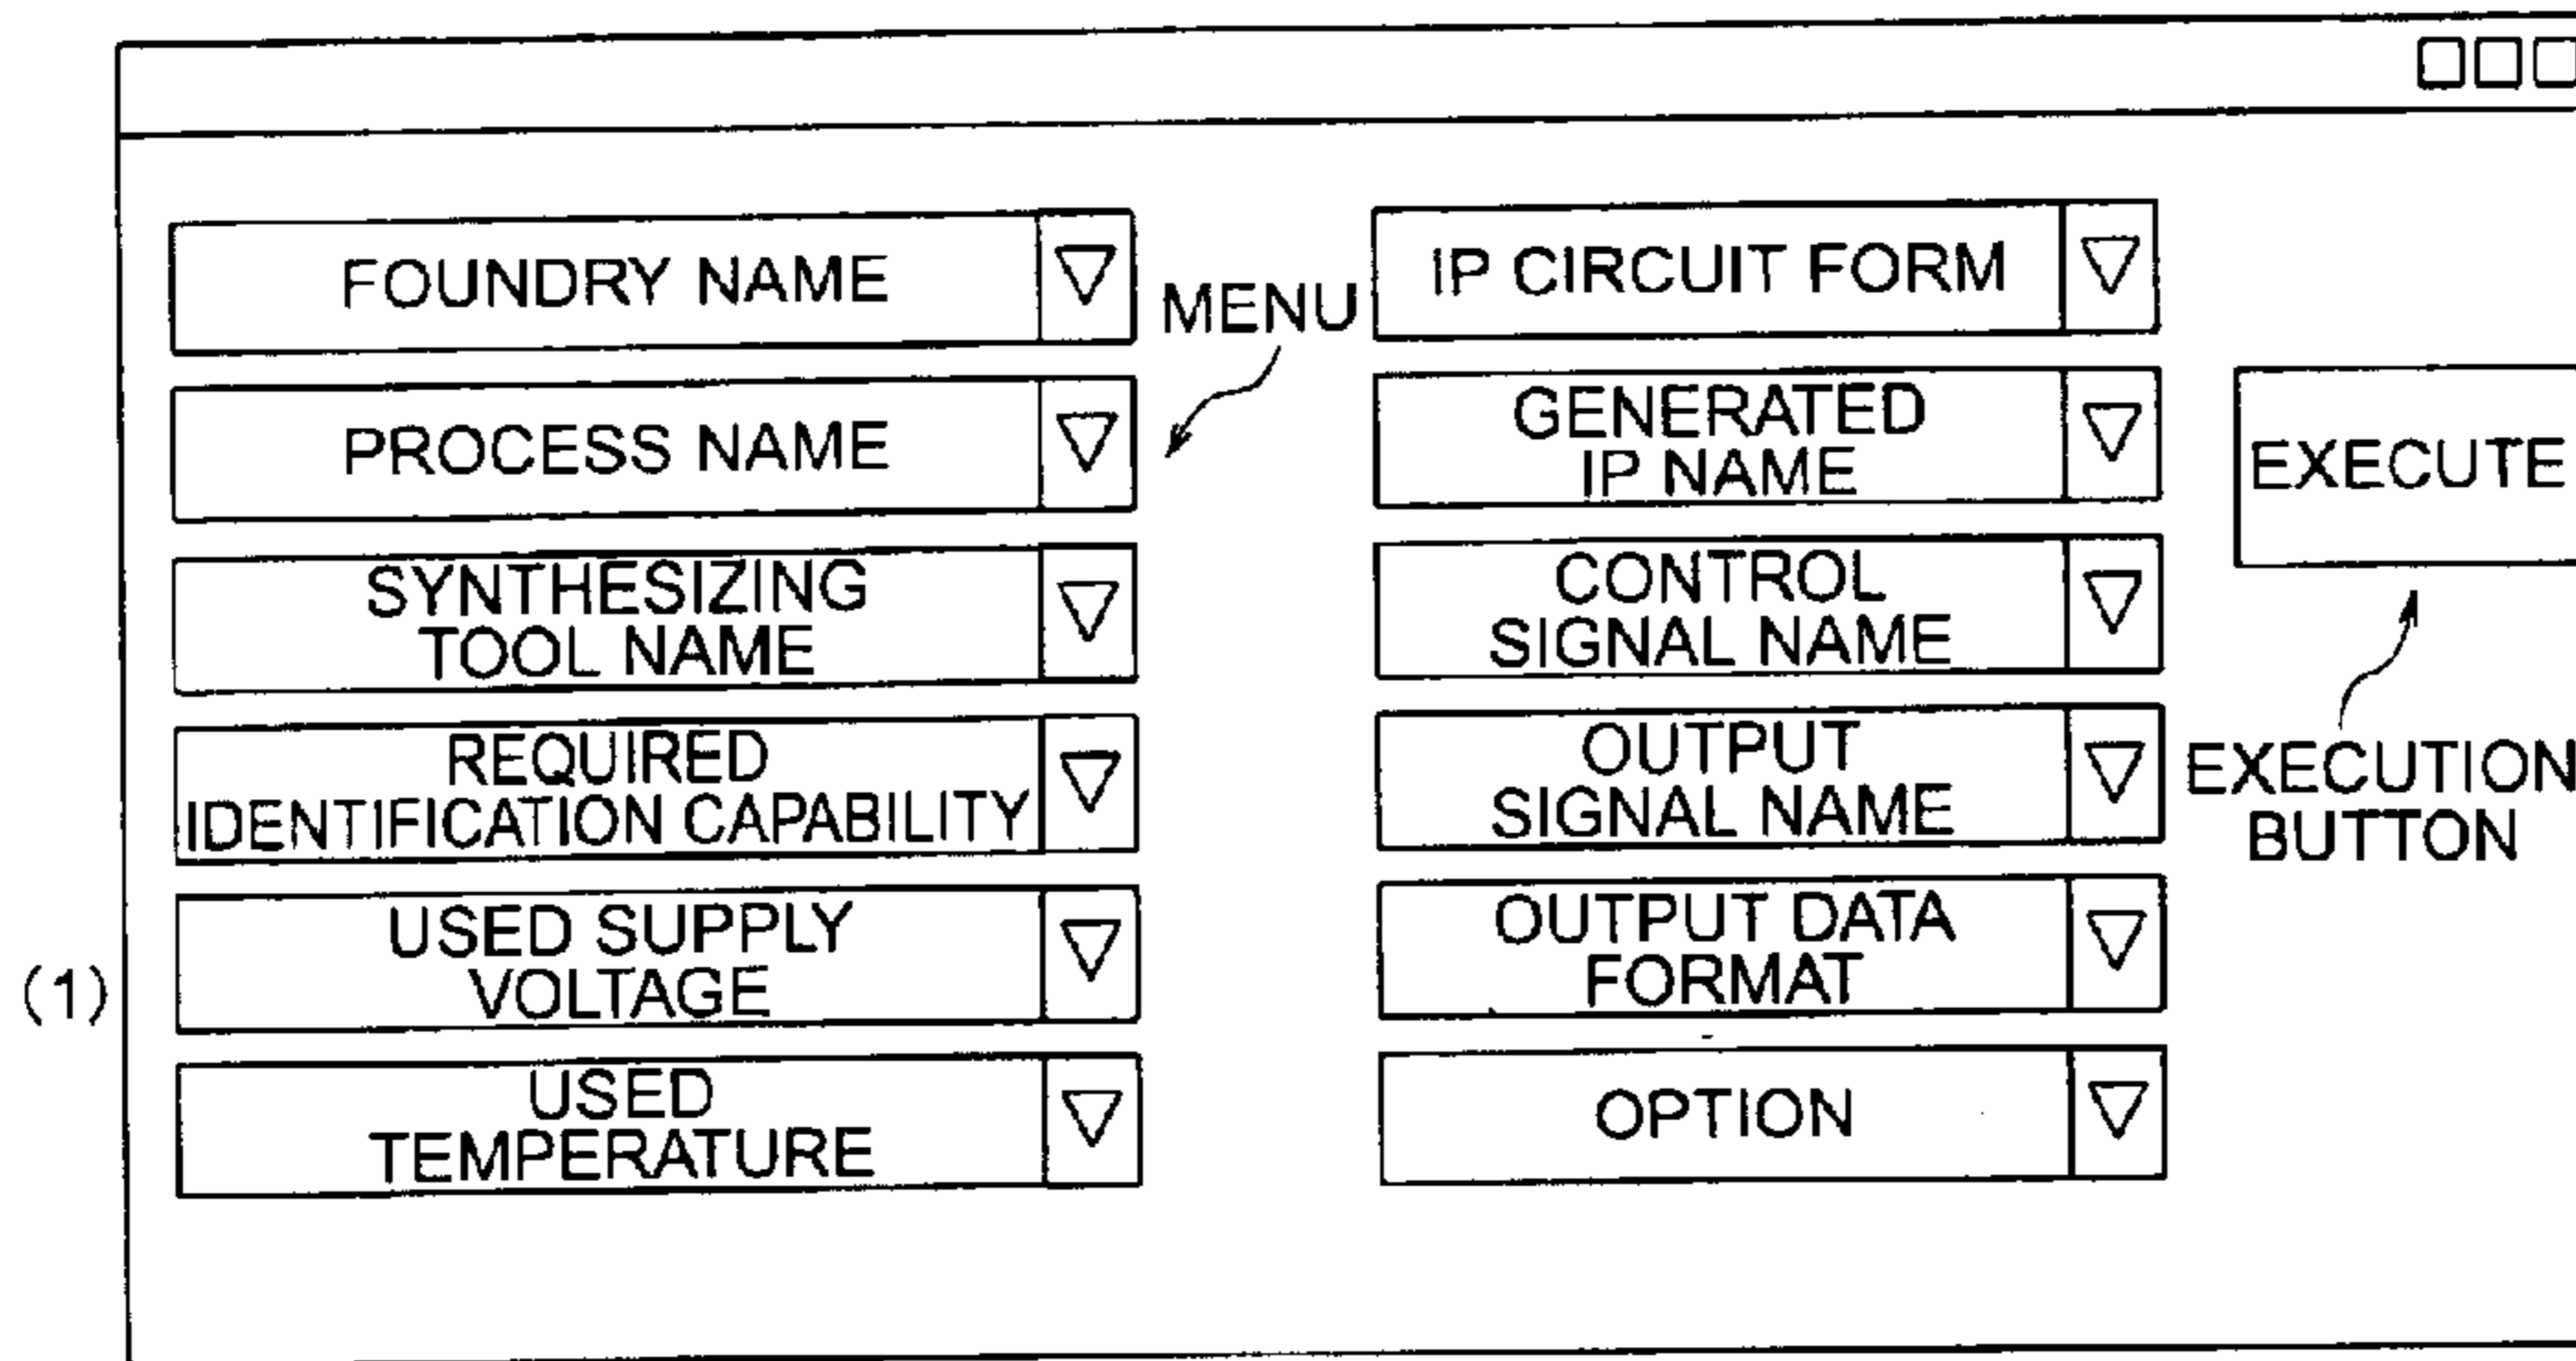 FOUNDRY NAME
MENU
PROCESS NAME
SYNTHESIZING
TOOL NAME
REQUIRED
IDENTIFICATION CAPABILITY
(1)
USED SUPPLY
VOLTAGE
USED
TEMPERATURE
IP CIRCUIT FORM
GENERATED
IP NAME
CONTROL
SIGNAL NAME
OUTPUT
SIGNAL NAME
OUTPUT DATA
FORMAT
OPTION
EXECUTE
EXECUTION
BUTTON